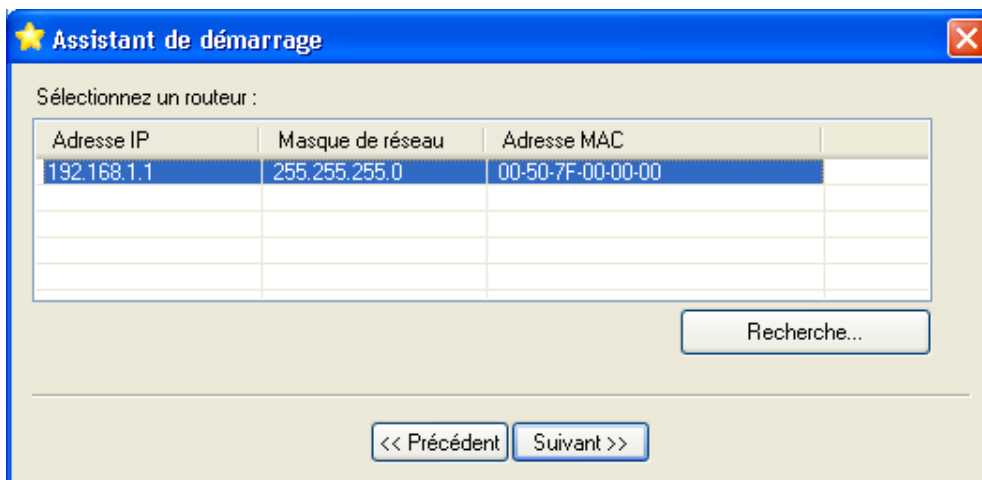 Assistant de démarrage
Sélectionnez un routeur :
Adresse IP Masque de réseau Adresse MAC
192.168.1.1 255.255.255.0 00-50-7F-00-00-00
Recherche...
<< Précédent Suivant >>